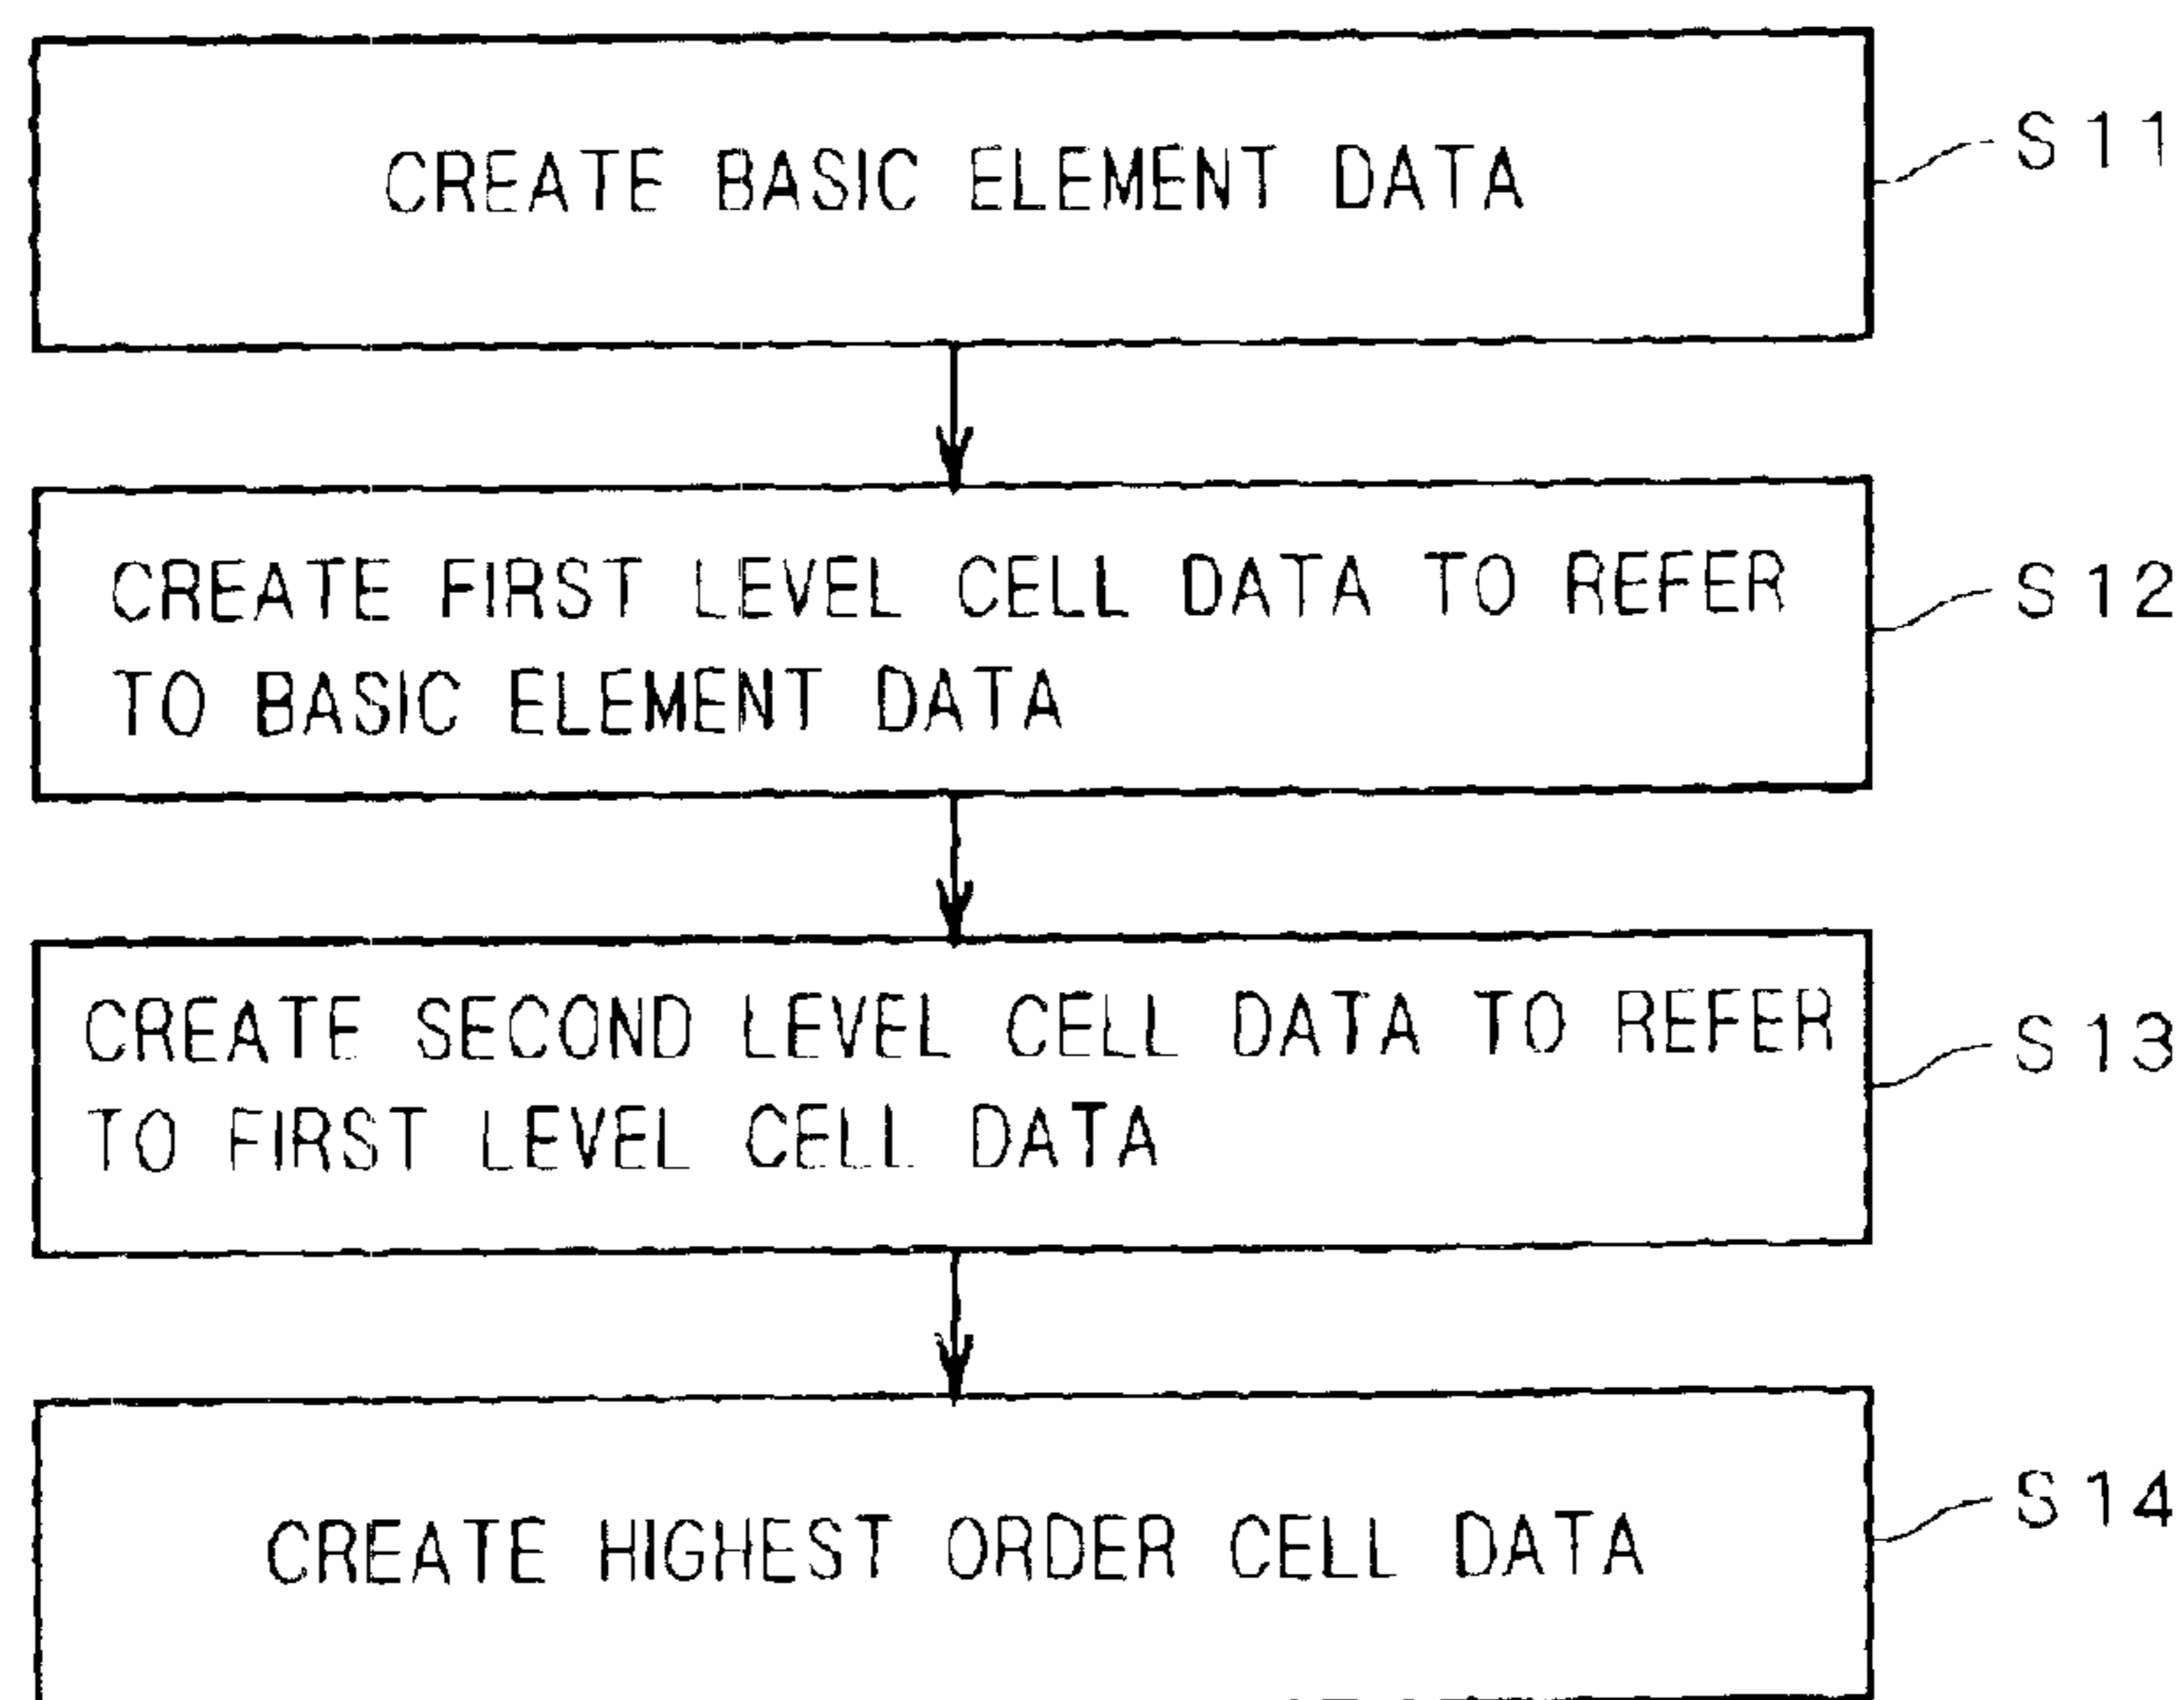 CREATE BASIC ELEMENT DATA
S11
CREATE FIRST LEVEL CELL DATA TO REFER
TO BASIC ELEMENT DATA
S12
CREATE SECOND LEVEL CELL DATA TO REFER
TO FIRST LEVEL CELL DATA
S13
CREATE HIGHEST ORDER CELL DATA
S14